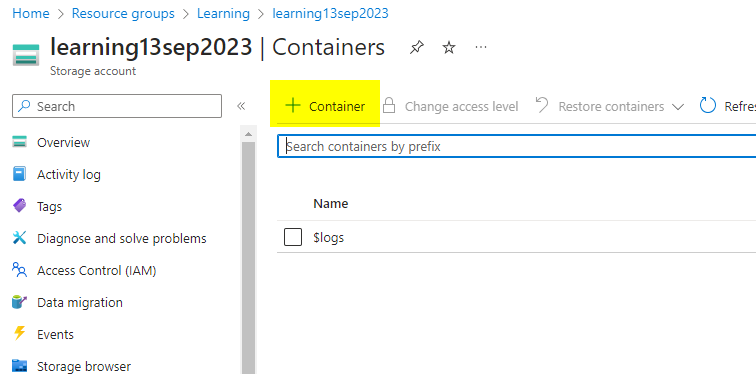 Home > Resource groups > Learning > learning13sep2023
learning13sep2023 | Containers
Storage account
Search
+ Container
Change access level
Restore containers
Refres
Search containers by prefix
Overview
Activity log
Tags
Diagnose and solve problems
Access Control (IAM)
Data migration
Events
Storage browser
Name
$logs